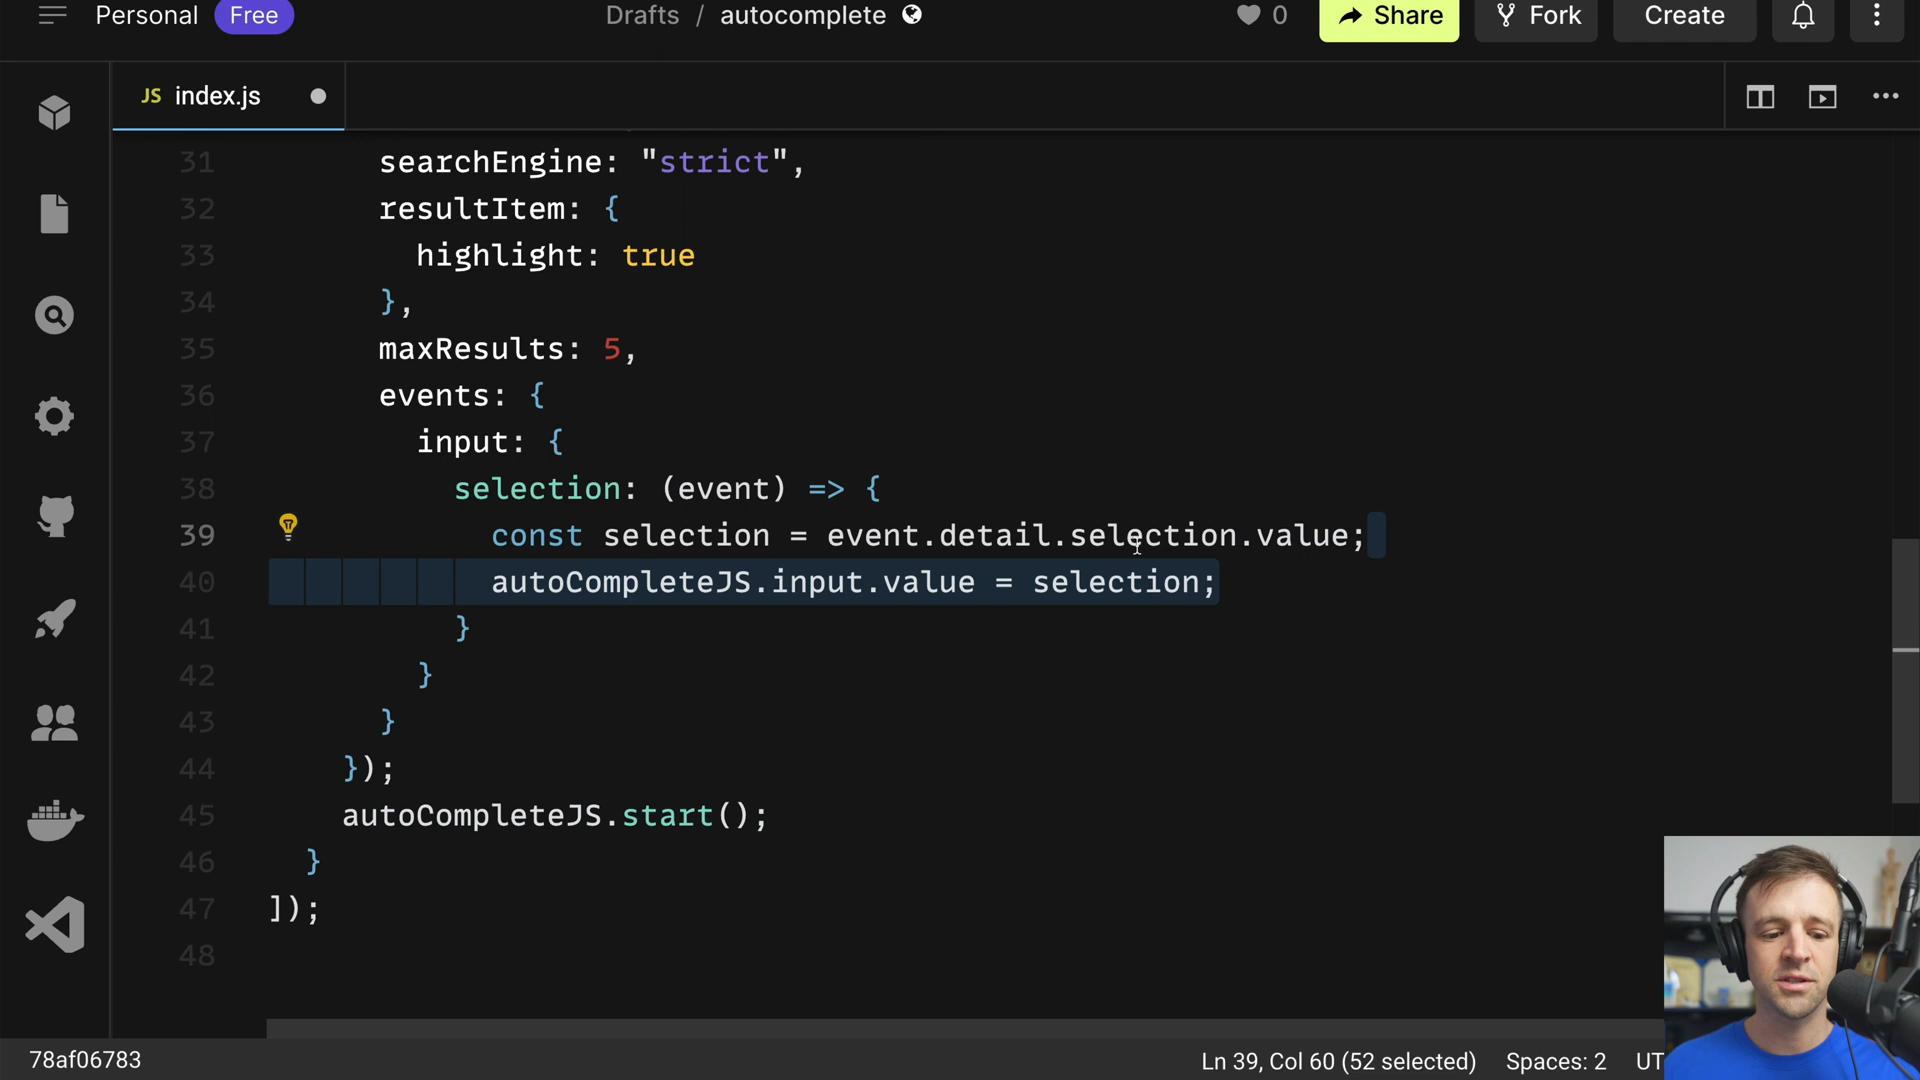 Personal Free Drafts / autocomplete 0 Share Fork Create
JS index.js
31 searchEngine: "strict",
32 resultItem: {
33 highlight: true
34 },
35 maxResults: 5,
36 events: {
37 input: {
38 selection: (event) => {
39 const selection = event.detail.selection.value;
40 autoCompleteJS.input.value = selection;
41 }
42 }
43 }
44 });
45 autoCompleteJS.start();
46 }
47 ]);
48
78af06783 Ln 39, Col 60 (52 selected) Spaces: 2 UT